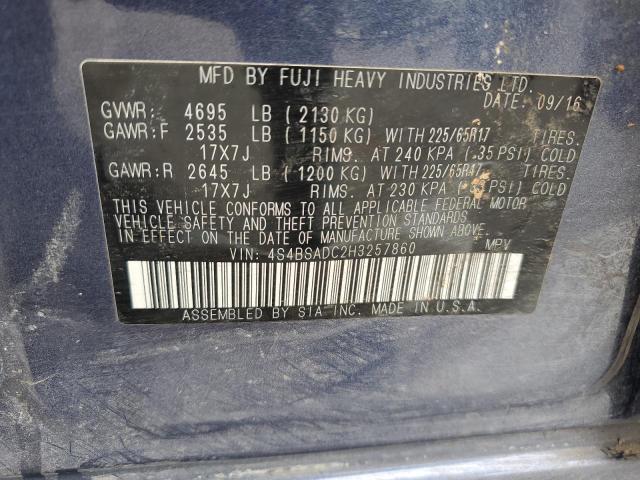 MFD BY FUJI HEAVY INDUSTRIES LTD.
DATE: 09/16
GVWR: 4695 LB (2130 KG)
GAWR:F 2535 LB (1150 KG) WITH 225/65R17 TIRES.
17X7J RIMS. AT 240 KPA (.35 PSI) COLD
GAWR:R 2645 LB (1200 KG) WITH 225/65R17 TIRES.
17X7J RIMS. AT 230 KPA PSI) COLD
THIS VEHICLE CONFORMS TO ALL APPLICABLE FEDERAL MOTOR
VEHICLE SAFETY AND THEFT PREVENTION STANDARDS
IN EFFECT ON THE DATE OF MANUFACTURE SHOWN ABOVE.
VIN: 4S4BSADC2H3257860 MPV
ASSEMBLED BY SIA INC. MADE IN U.S.A.